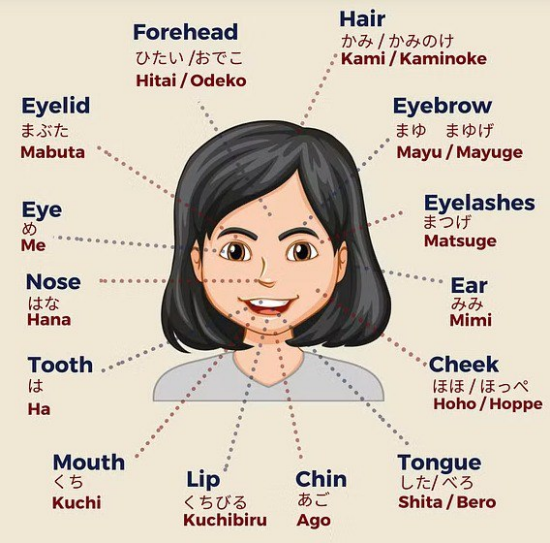 Forehead
ひたい /おでこ
Hitai / Odeko
Hair
かみ / かみのけ
Kami / Kaminoke
Eyelid
まぶた
Mabuta
Eyebrow
まゆ　まゆげ
Mayu / Mayuge
Eye
め
Me
Eyelashes
まつげ
Matsuge
Nose
はな
Hana
Ear
みみ
Mimi
Tooth
は
Ha
Cheek
ほほ / ほっぺ
Hoho / Hoppe
Mouth
くち
Kuchi
Lip
くちびる
Kuchibiru
Chin
あご
Ago
Tongue
した/ べろ
Shita / Bero